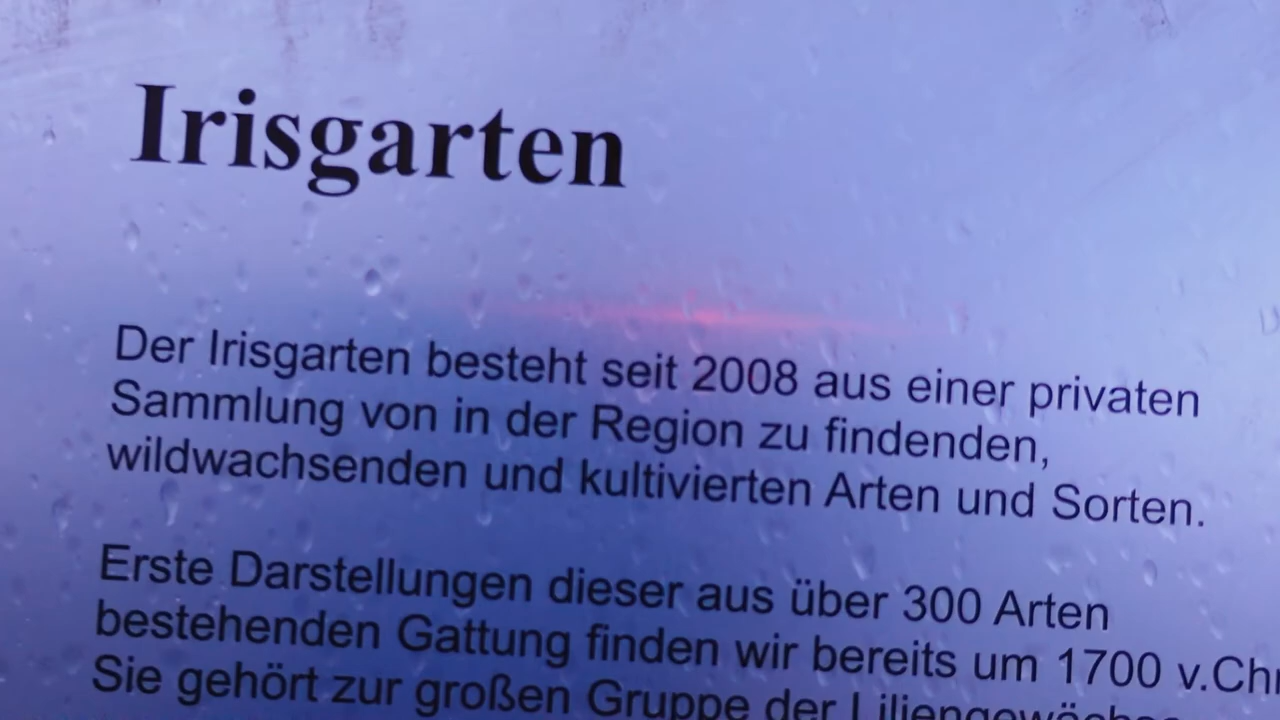 Irisgarten
Der Irisgarten besteht seit 2008 aus einer privaten
Sammlung von in der Region zu findenden,
wildwachsenden und kultivierten Arten und Sorten.
Erste Darstellungen dieser aus über 300 Arten
bestehenden Gattung finden wir bereits um 1700 v.Chr
Sie gehört zur großen Gruppe der